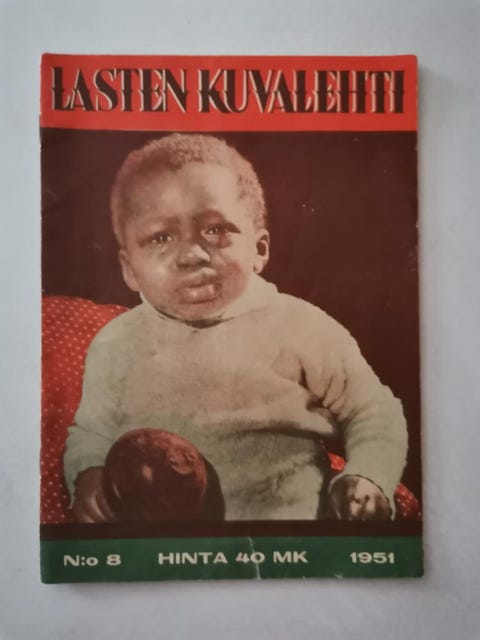 LASTEN KUVALEHTI
N:o 8 HINTA 40 MK 1951